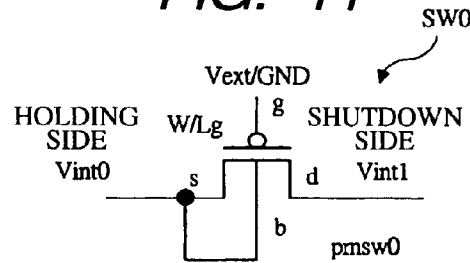 SW0
Vext/GND
g
HOLDING
SIDE
Vint0
W/Lg
SHUTDOWN
SIDE
Vint1
s
d
b
pmsw0